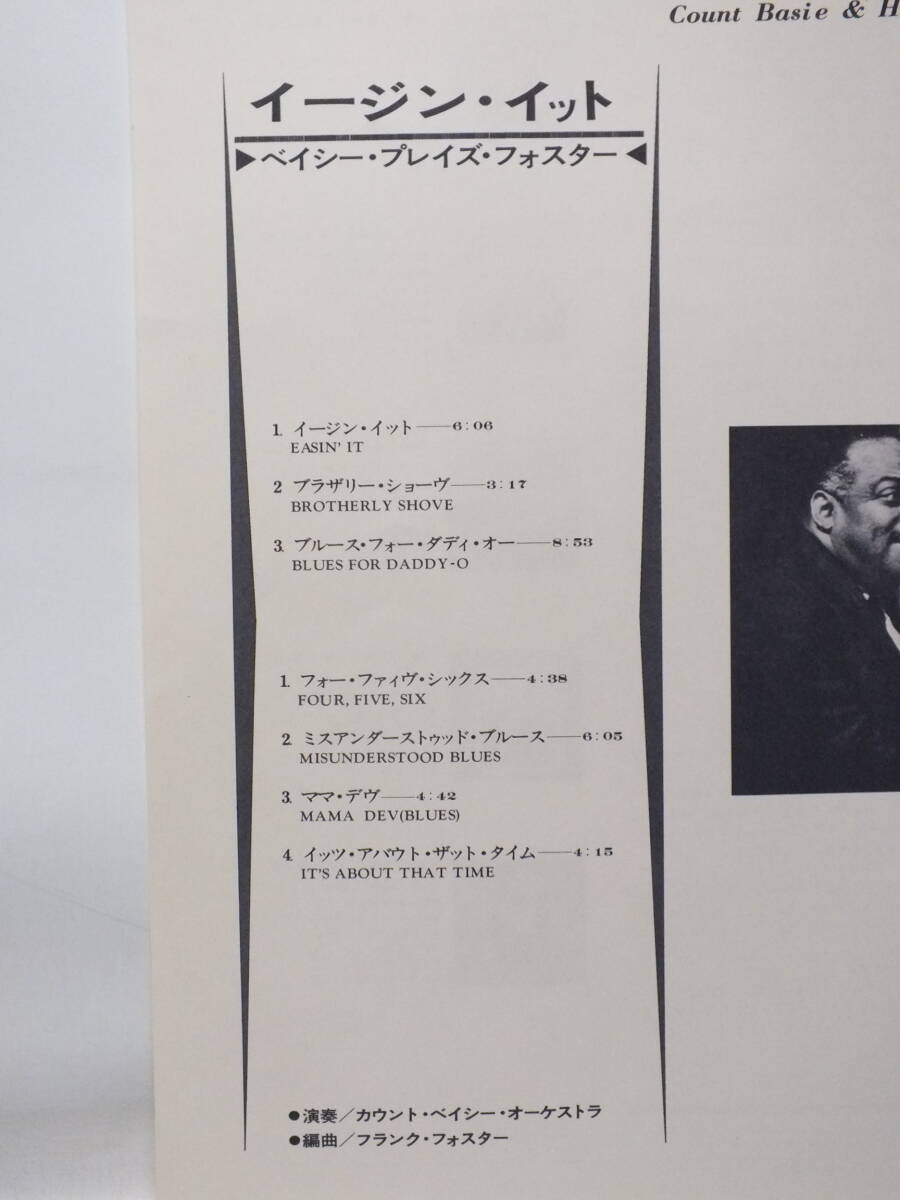 Count Basie & H
イージン・イット
▶ベイシー・プレイズ・フォスター◀
1. イージン・イット——6:06
EASIN' IT
2 ブラザリー・ショーヴ——3:17
BROTHERLY SHOVE
3. ブルース・フォー・ダディ・オー——8:53
BLUES FOR DADDY-O
1. フォー・ファイヴ・シックス——4:38
FOUR, FIVE, SIX
2. ミスアンダーストゥッド・ブルース——6:05
MISUNDERSTOOD BLUES
3. ママ・デヴ——4:42
MAMA DEV(BLUES)
4. イッツ・アバウト・ザット・タイム——4:15
IT'S ABOUT THAT TIME
●演奏/カウント・ベイシー・オーケストラ
●編曲/フランク・フォスター